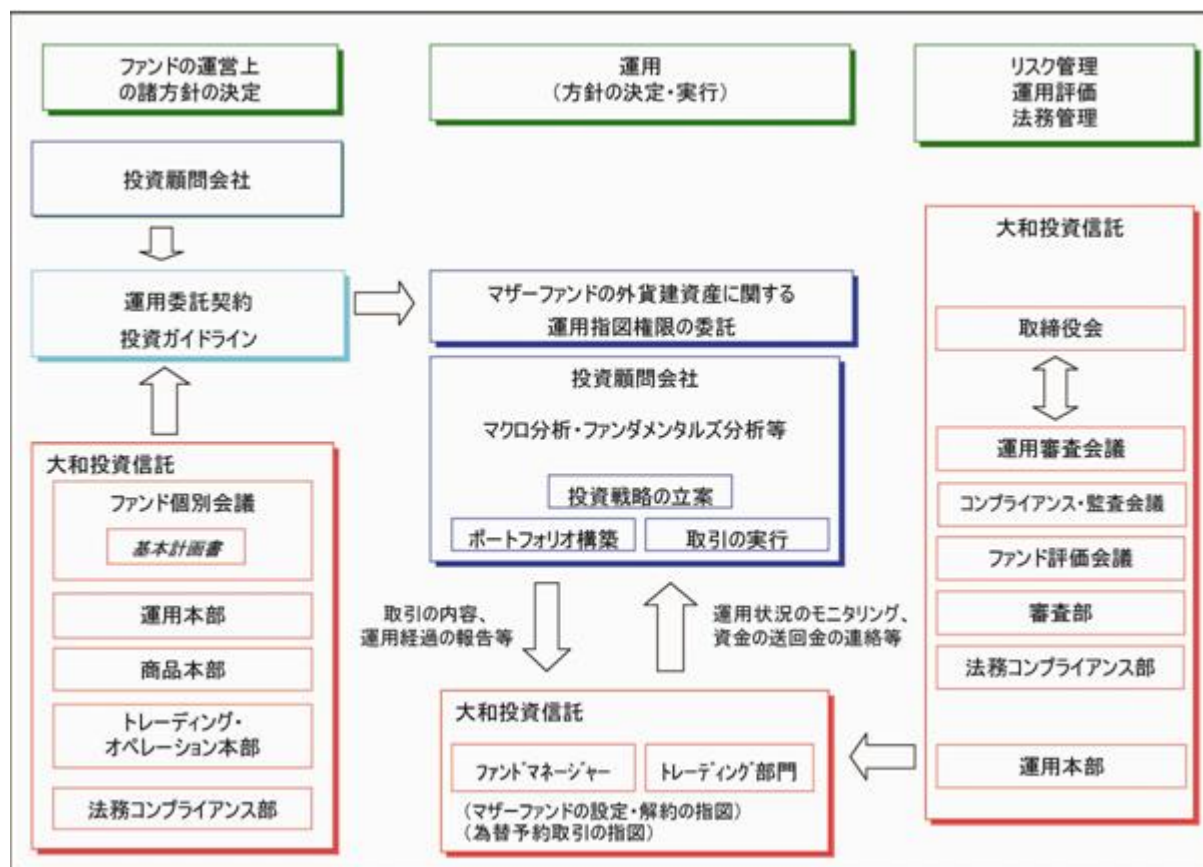 ファンドの運営上
の諸方針の決定
運用
(方針の決定・実行)
リスク管理
運用評価
法務管理
投資顧問会社
運用委託契約
投資ガイドライン
大和投資信託
ファンド個別会議
基本計画書
運用本部
商品本部
トレーディング・
オペレーション本部
法務コンプライアンス部
マザーファンドの外貨建資産に関する
運用指図権限の委託
投資顧問会社
マクロ分析・ファンダメンタルズ分析等
投資戦略の立案
ポートフォリオ構築
取引の実行
取引の内容、
運用経過の報告等
運用状況のモニタリング、
資金の送回金の連絡等
大和投資信託
ファンドマネージャー
トレーディング部門
(マザーファンドの設定・解約の指図)
(為替予約取引の指図)
大和投資信託
取締役会
運用審査会議
コンプライアンス・監査会議
ファンド評価会議
審査部
法務コンプライアンス部
運用本部